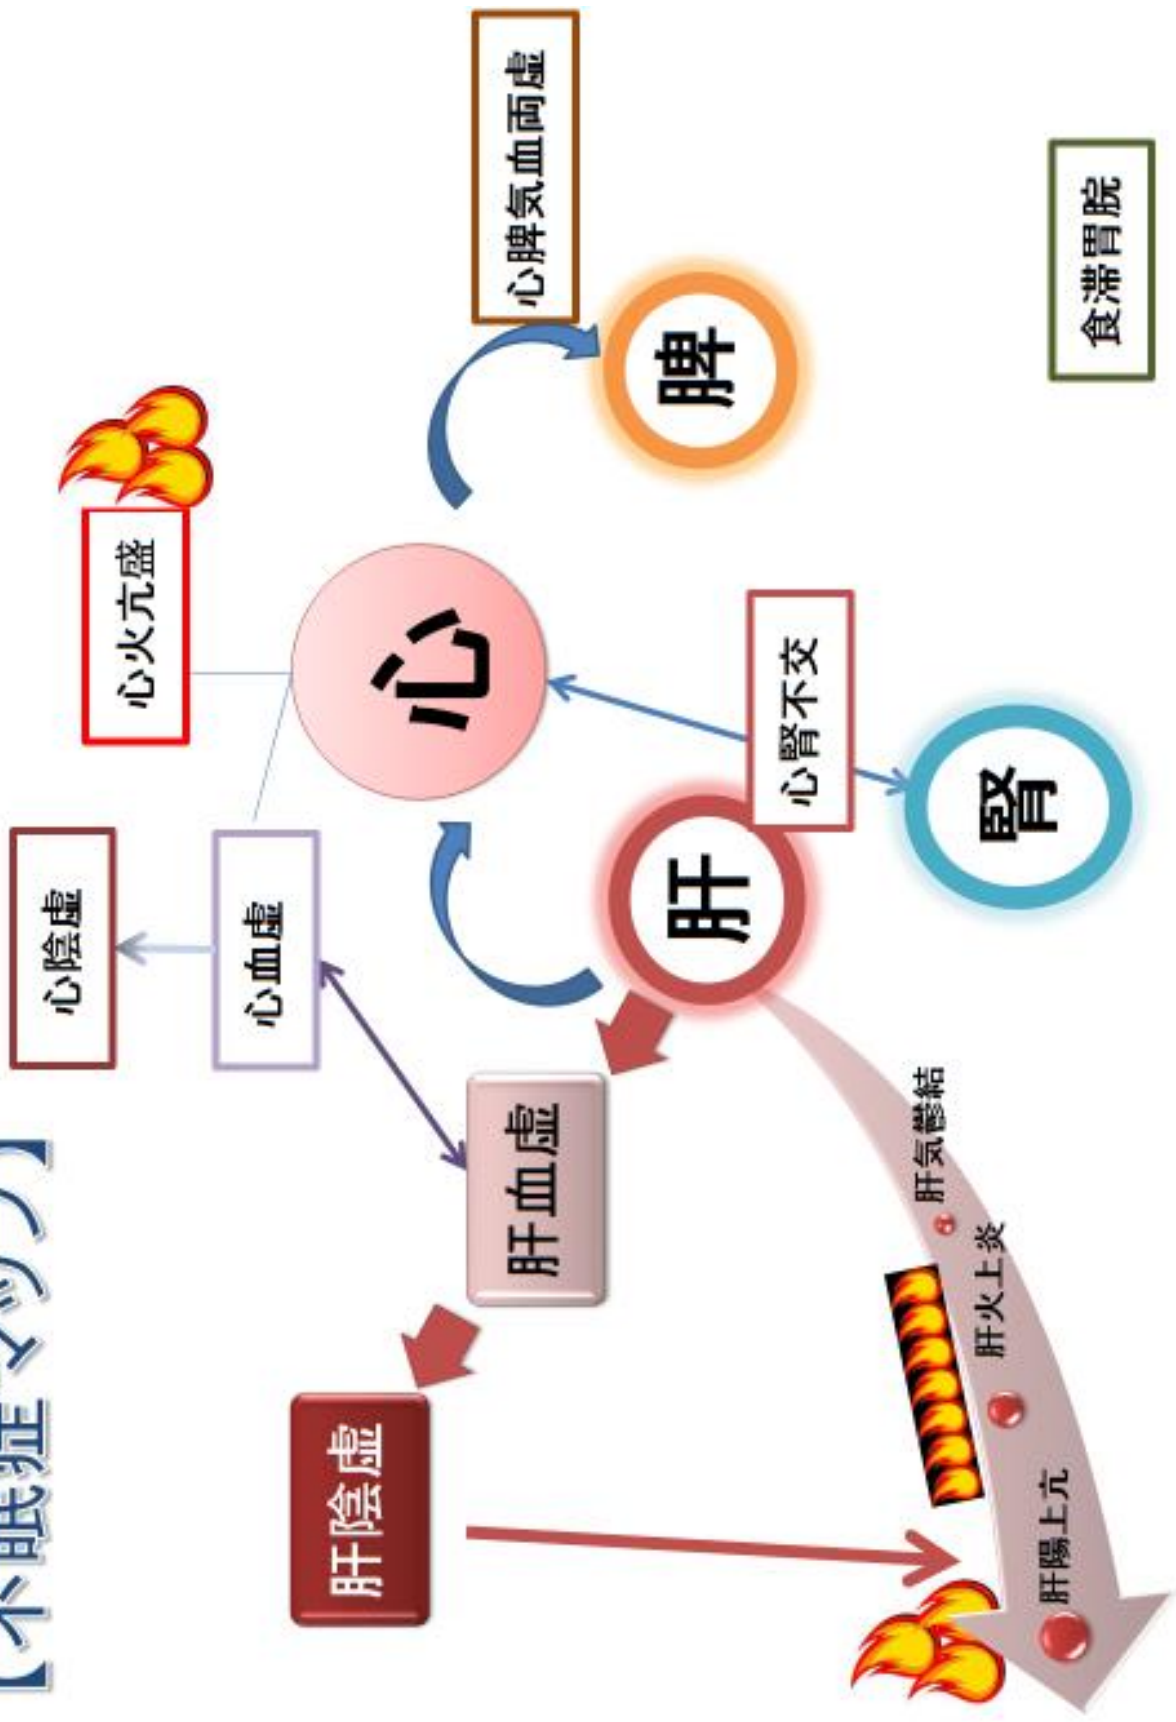 【不眠症マップ】
心陰虚
心火亢盛
心血虚
心
心脾気血両虚
肝陰虚
肝血虚
肝
脾
心腎不交
腎
食滞胃脘
肝気鬱結
肝火上炎
肝陽上亢